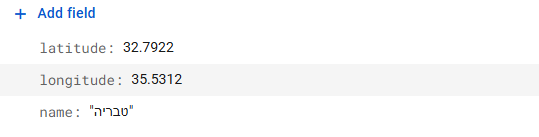 + Add field
latitude: 32.7922
longitude: 35.5312
name: "טבריה"